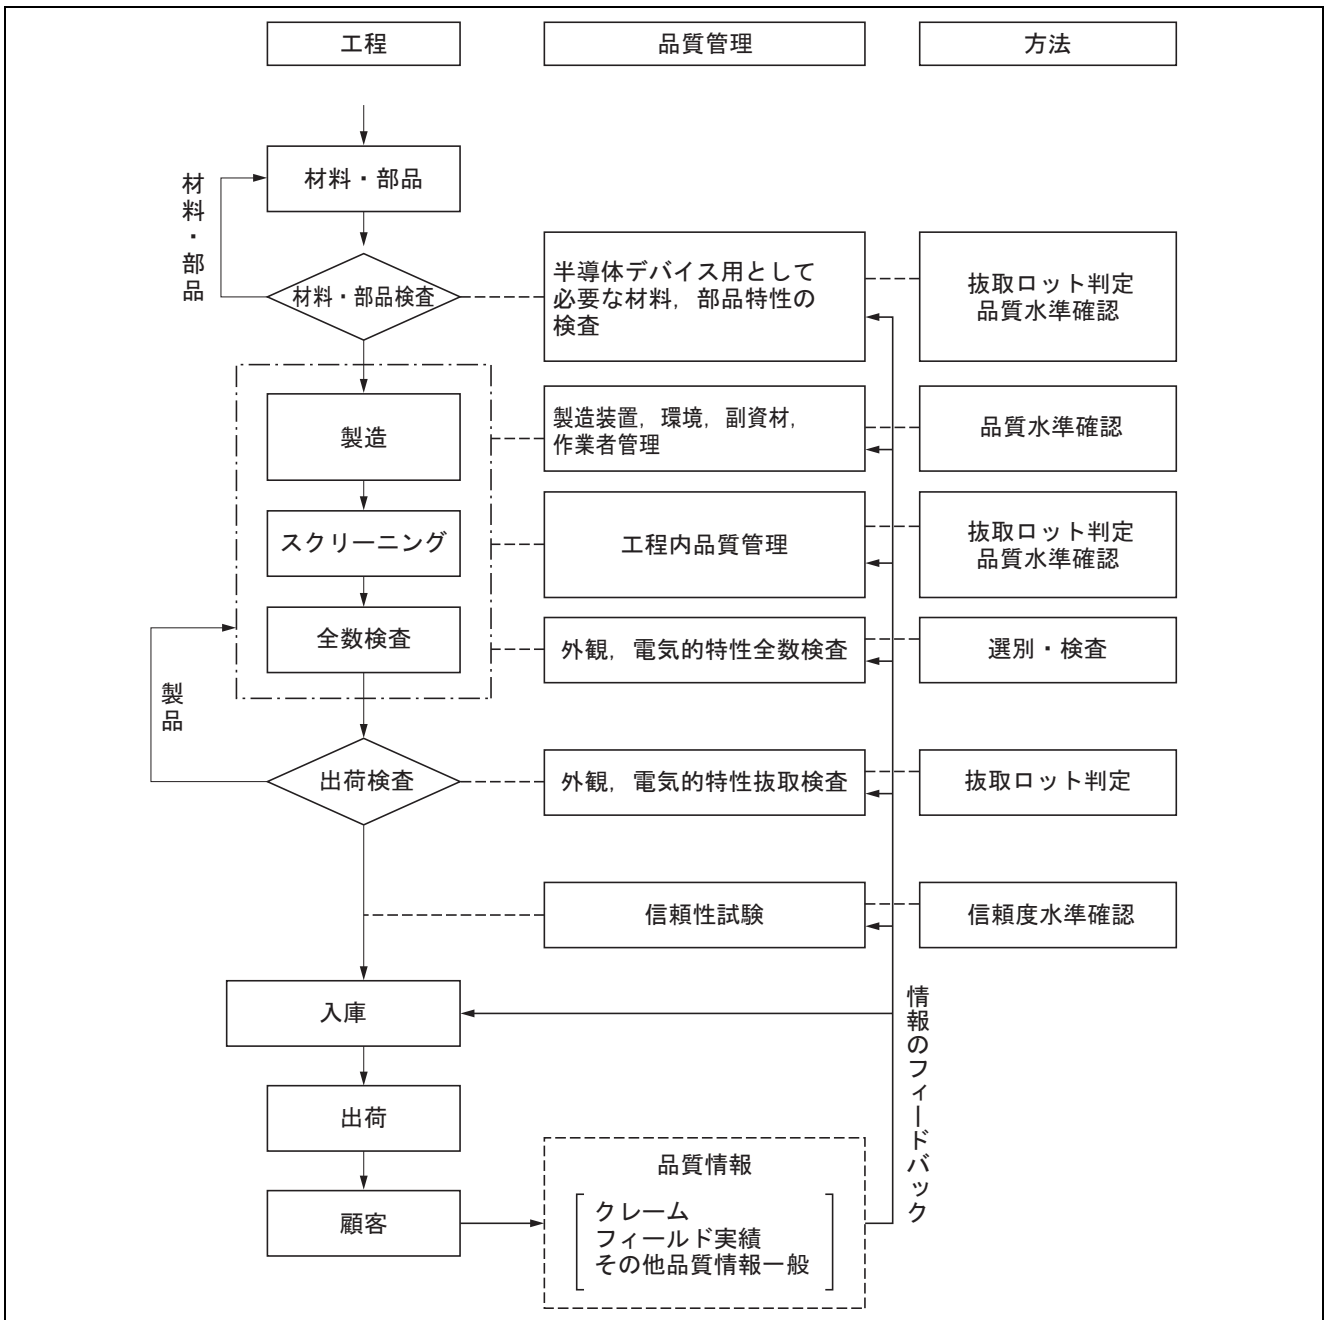 工程
品質管理
方法
材料・部品
材料・部品
材料・部品検査
半導体デバイス用として
必要な材料，部品特性の
検査
抜取ロット判定
品質水準確認
製造
製造装置，環境，副資材，
作業者管理
品質水準確認
スクリーニング
工程内品質管理
抜取ロット判定
品質水準確認
全数検査
外観，電気的特性全数検査
選別・検査
製品
出荷検査
外観，電気的特性抜取検査
抜取ロット判定
信頼性試験
信頼度水準確認
入庫
情報のフィードバック
出荷
顧客
品質情報
クレーム
フィールド実績
その他品質情報一般